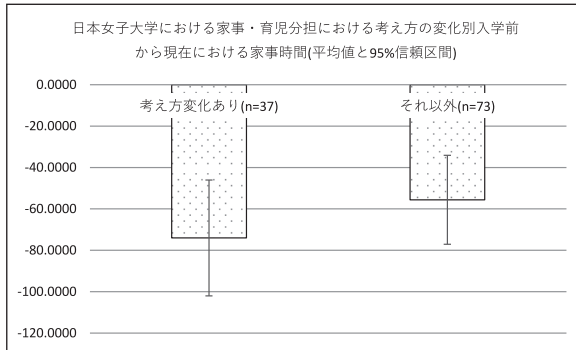 日本女子大学における家事・育児分担における考え方の変化別入学前
から現在における家事時間(平均値と95%信頼区間)
0.0000
考え方変化あり(n=37)
それ以外(n=73)
-20.0000
-40.0000
-60.0000
-80.0000
-100.0000
-120.0000